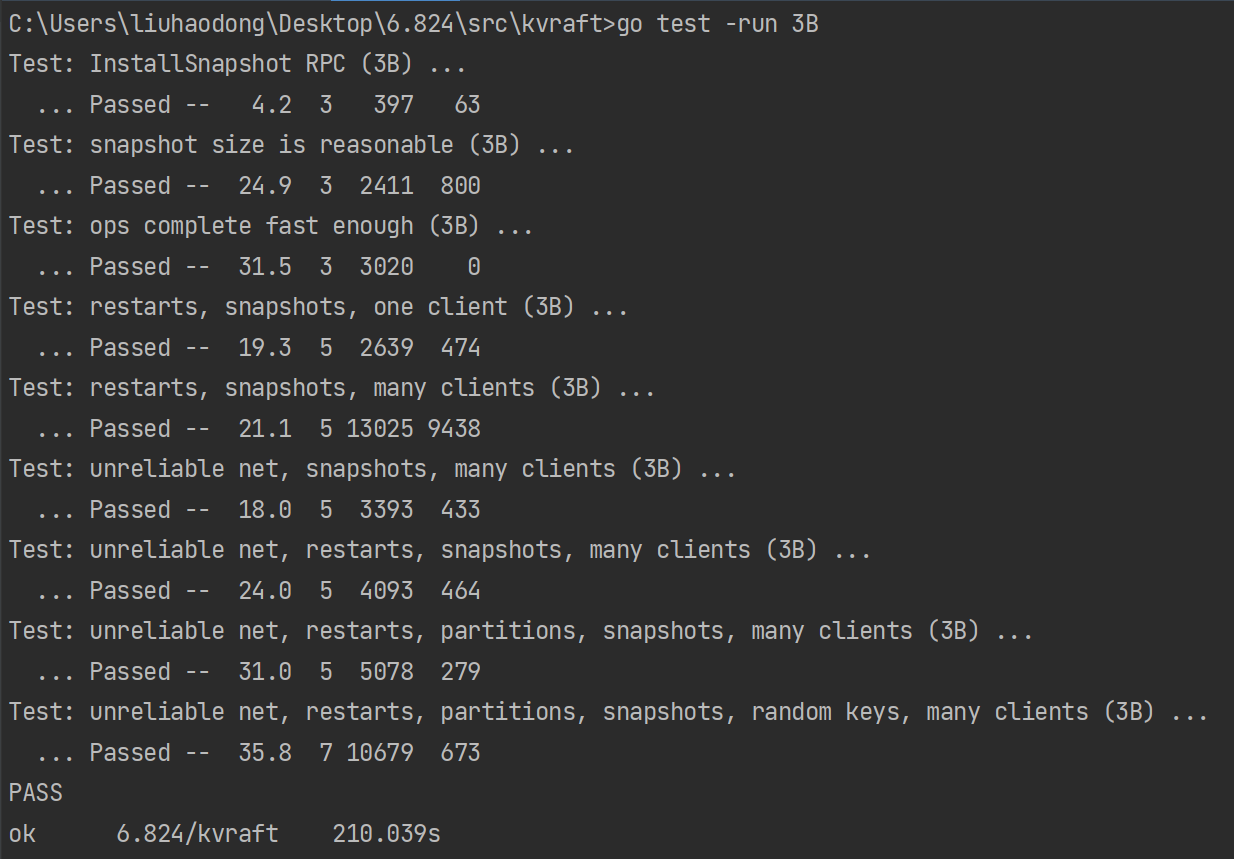 C:\Users\liuhaodong\Desktop\6.824\src\kvraft>go test -run 3B
Test: InstallSnapshot RPC (3B) ...
  ... Passed --   4.2  3   397   63
Test: snapshot size is reasonable (3B) ...
  ... Passed --  24.9  3  2411  800
Test: ops complete fast enough (3B) ...
  ... Passed --  31.5  3  3020    0
Test: restarts, snapshots, one client (3B) ...
  ... Passed --  19.3  5  2639  474
Test: restarts, snapshots, many clients (3B) ...
  ... Passed --  21.1  5 13025 9438
Test: unreliable net, snapshots, many clients (3B) ...
  ... Passed --  18.0  5  3393  433
Test: unreliable net, restarts, snapshots, many clients (3B) ...
  ... Passed --  24.0  5  4093  464
Test: unreliable net, restarts, partitions, snapshots, many clients (3B) ...
  ... Passed --  31.0  5  5078  279
Test: unreliable net, restarts, partitions, snapshots, random keys, many clients (3B) ...
  ... Passed --  35.8  7 10679  673
PASS
ok      6.824/kvraft    210.039s